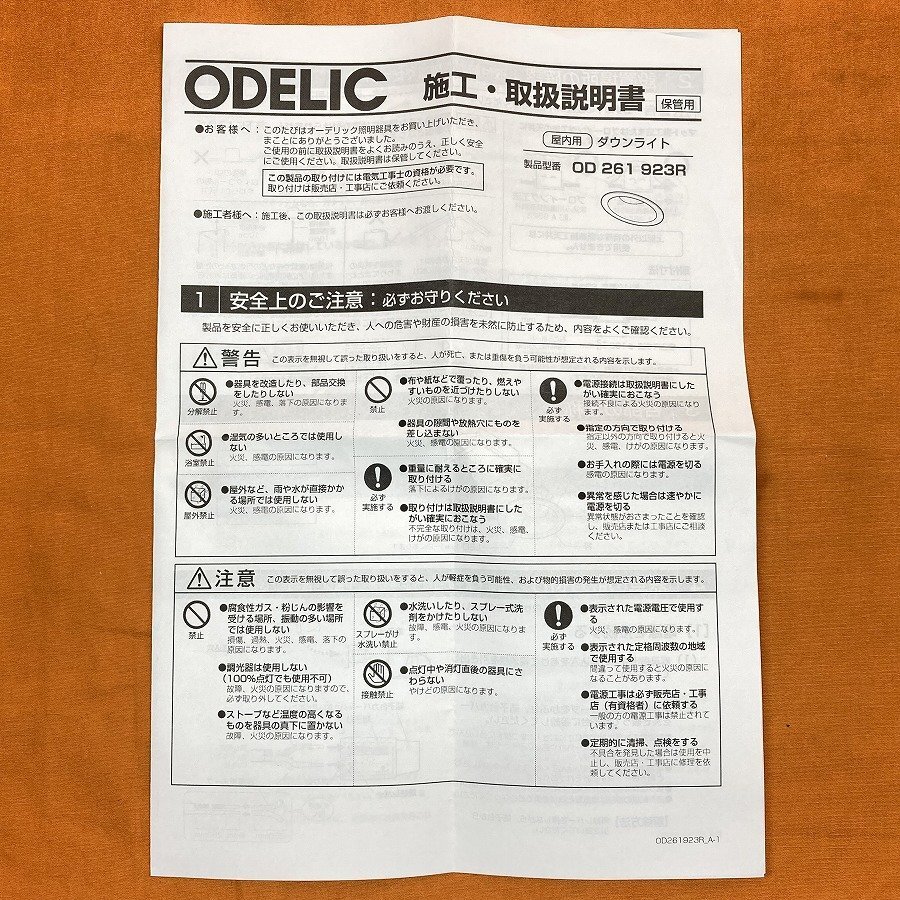 ODELIC 施工・取扱説明書 保管用
●お客様へ：このたびはオーデリック照明器具をお買い上げいただき、
まことにありがとうございました。
ご使用の前に取扱説明書をよくお読みのうえ、正しく安全
にご使用ください。取扱説明書は保管してください。
この製品の取り付けには電気工事士の資格が必要です。
取り付けは販売店・工事店にご依頼ください。
●施工者様へ：施工後、この取扱説明書は必ずお客様へお渡しください。
屋内用 ダウンライト
製品型番 OD 261 923R
1 安全上のご注意：必ずお守りください
製品を安全に正しくお使いいただき、人への危害や財産の損害を未然に防止するため、内容をよくご確認ください。
警告 この表示を無視して誤った取り扱いをすると、人が死亡、または重傷を負う可能性が想定される内容を示します。
分解禁止
●器具を改造したり、部品交換
をしたりしない
火災、感電、落下の原因になりま
す。
浴室禁止
●湿気の多いところでは使用し
ない
火災、感電の原因になります。
屋外禁止
●屋外など、雨や水が直接かか
る場所では使用しない
火災、感電の原因になります。
禁止
●布や紙などで覆ったり、燃えや
すいものを近づけたりしない
火災の原因になります。
●器具の隙間や放熱穴にものを
差し込まない
火災、感電の原因になります。
必ず
実施する
●重量に耐えるところに確実に
取り付ける
落下によるけがの原因になります。
●取り付けは取扱説明書にした
がい確実におこなう
不完全な取り付けは、火災、感電、
けがの原因になります。
必ず
実施する
●電源接続は取扱説明書にした
がい確実におこなう
接続不良による火災の原因になり
ます。
●指定の方向で取り付ける
指定以外の方向で取り付けると火
災、感電、けがの原因になります。
●お手入れの際には電源を切る
感電の原因になります。
●異常を感じた場合は速やかに
電源を切る
異常状態がおさまったことを確認
し、販売店または工事店にご相談
ください。
注意 この表示を無視して誤った取り扱いをすると、人が軽症を負う可能性、および物的損害の発生が想定される内容を示します。
禁止
●腐食性ガス・粉じんの影響を
受ける場所、振動の多い場所
では使用しない
損傷、過熱、火災、感電、落下の
原因になります。
●調光器は使用しない
（100%点灯でも使用不可）
故障、火災の原因になりますので、
必ず取り外してください。
●ストーブなど温度の高くなる
ものを器具の真下に置かない
故障、火災の原因になります。
スプレーがけ
水洗い禁止
●水洗いしたり、スプレー式洗
剤をかけたりしない
故障、感電、火災の原因になりま
す。
接触禁止
●点灯中や消灯直後の器具にさ
わらない
やけどの原因になります。
必ず
実施する
●表示された電源電圧で使用す
る
火災、感電の原因になります。
●表示された定格周波数の地域
で使用する
間違って使用すると火災の原因に
なることがあります。
●電源工事は必ず販売店・工事
店（有資格者）に依頼する
一般の方の電源工事は禁止されて
います。
●定期的に清掃、点検をする
不具合を発見した場合は使用を中
止し、販売店・工事店に修理を依
頼してください。
OD261923R_A-1